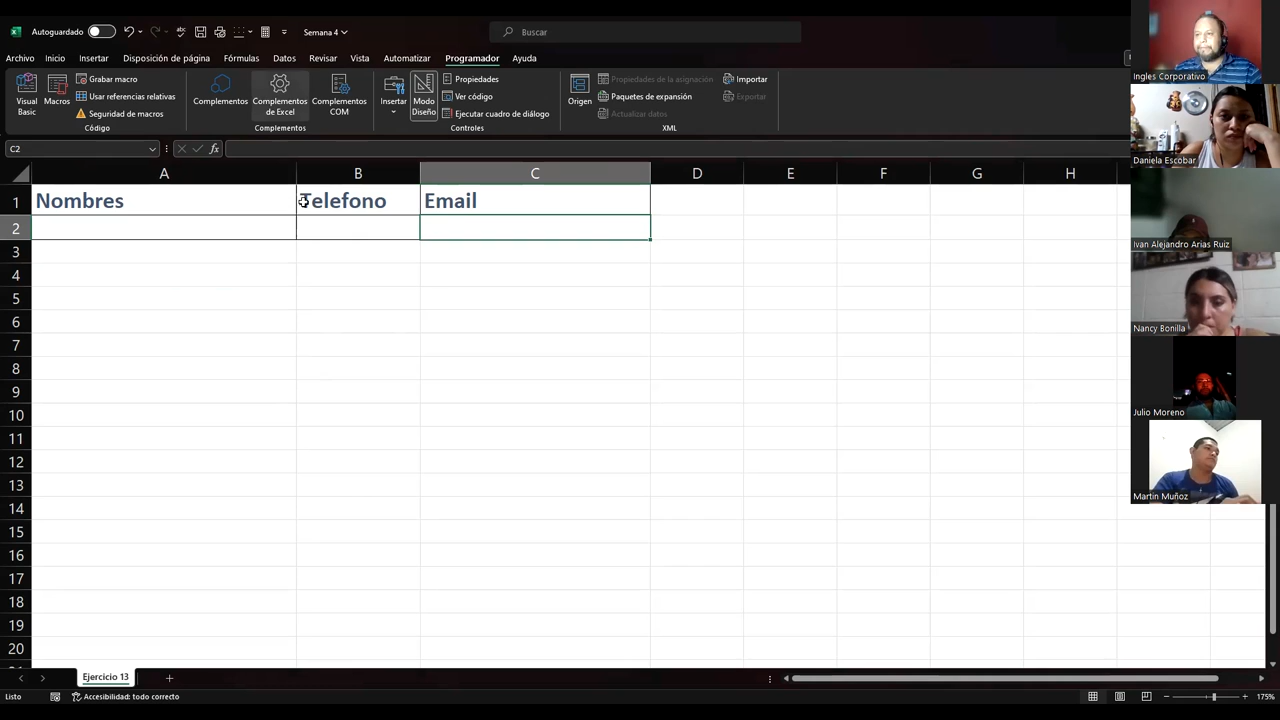 Autoguardado
Semana 4
Buscar
Archivo Inicio Insertar Disposición de página Fórmulas Datos Revisar Vista Automatizar Programador Ayuda
Visual Basic
Macros
Grabar macro
Usar referencias relativas
Seguridad de macros
Código
Complementos
Complementos de Excel
Complementos COM
Complementos
Insertar
Modo Diseño
Propiedades
Ver código
Ejecutar cuadro de diálogo
Controles
Origen
Propiedades de la asignación
Paquetes de expansión
Actualizar datos
Importar
Exportar
XML
C2
fx
A B C D E F G H
1 Nombres Telefono Email
2
3
4
5
6
7
8
9
10
11
12
13
14
15
16
17
18
19
20
Ejercicio 13
Listo
Accesibilidad: todo correcto
175%
Ingles Corporativo
Daniela Escobar
Ivan Alejandro Arias Ruiz
Nancy Bonilla
Julio Moreno
Martin Muñoz